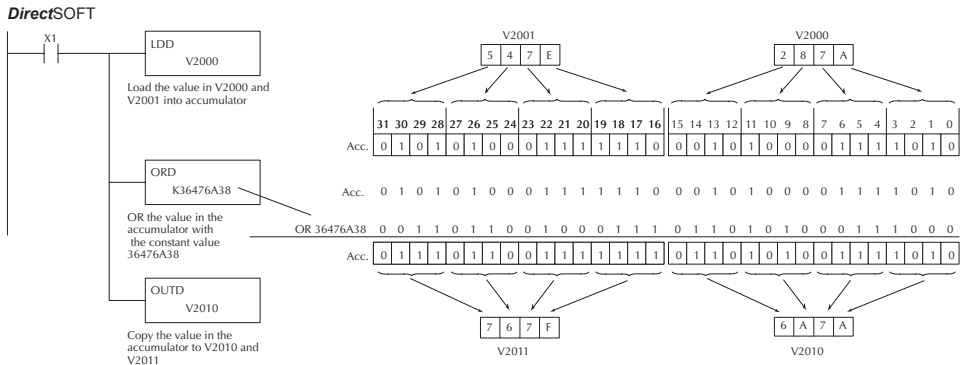 DirectSOFT
X1
LDD
V2000
Load the value in V2000 and
V2001 into accumulator
ORD
K36476A38
OR the value in the
accumulator with
the constant value
36476A38
OUTD
V2010
Copy the value in the
accumulator to V2010 and
V2011
V2001 V2000
5 4 7 E 2 8 7 A
31 30 29 28 27 26 25 24 23 22 21 20 19 18 17 16 15 14 13 12 11 10 9 8 7 6 5 4 3 2 1 0
Acc. 0 1 0 1 0 1 0 0 0 1 1 1 1 1 1 0 0 0 1 0 1 0 0 0 0 1 1 1 1 0 1 0
Acc. 0 1 0 1 0 1 0 0 0 1 1 1 1 1 1 0 0 0 1 0 1 0 0 0 0 1 1 1 1 0 1 0
OR 36476A38 0 0 1 1 0 1 1 0 0 1 0 0 0 1 1 1 0 1 1 0 1 0 1 0 0 0 1 1 1 0 0 0
Acc. 0 1 1 1 0 1 1 0 0 1 1 1 1 1 1 1 0 1 1 0 1 0 1 0 0 1 1 1 1 0 1 0
7 6 7 F 6 A 7 A
V2011 V2010